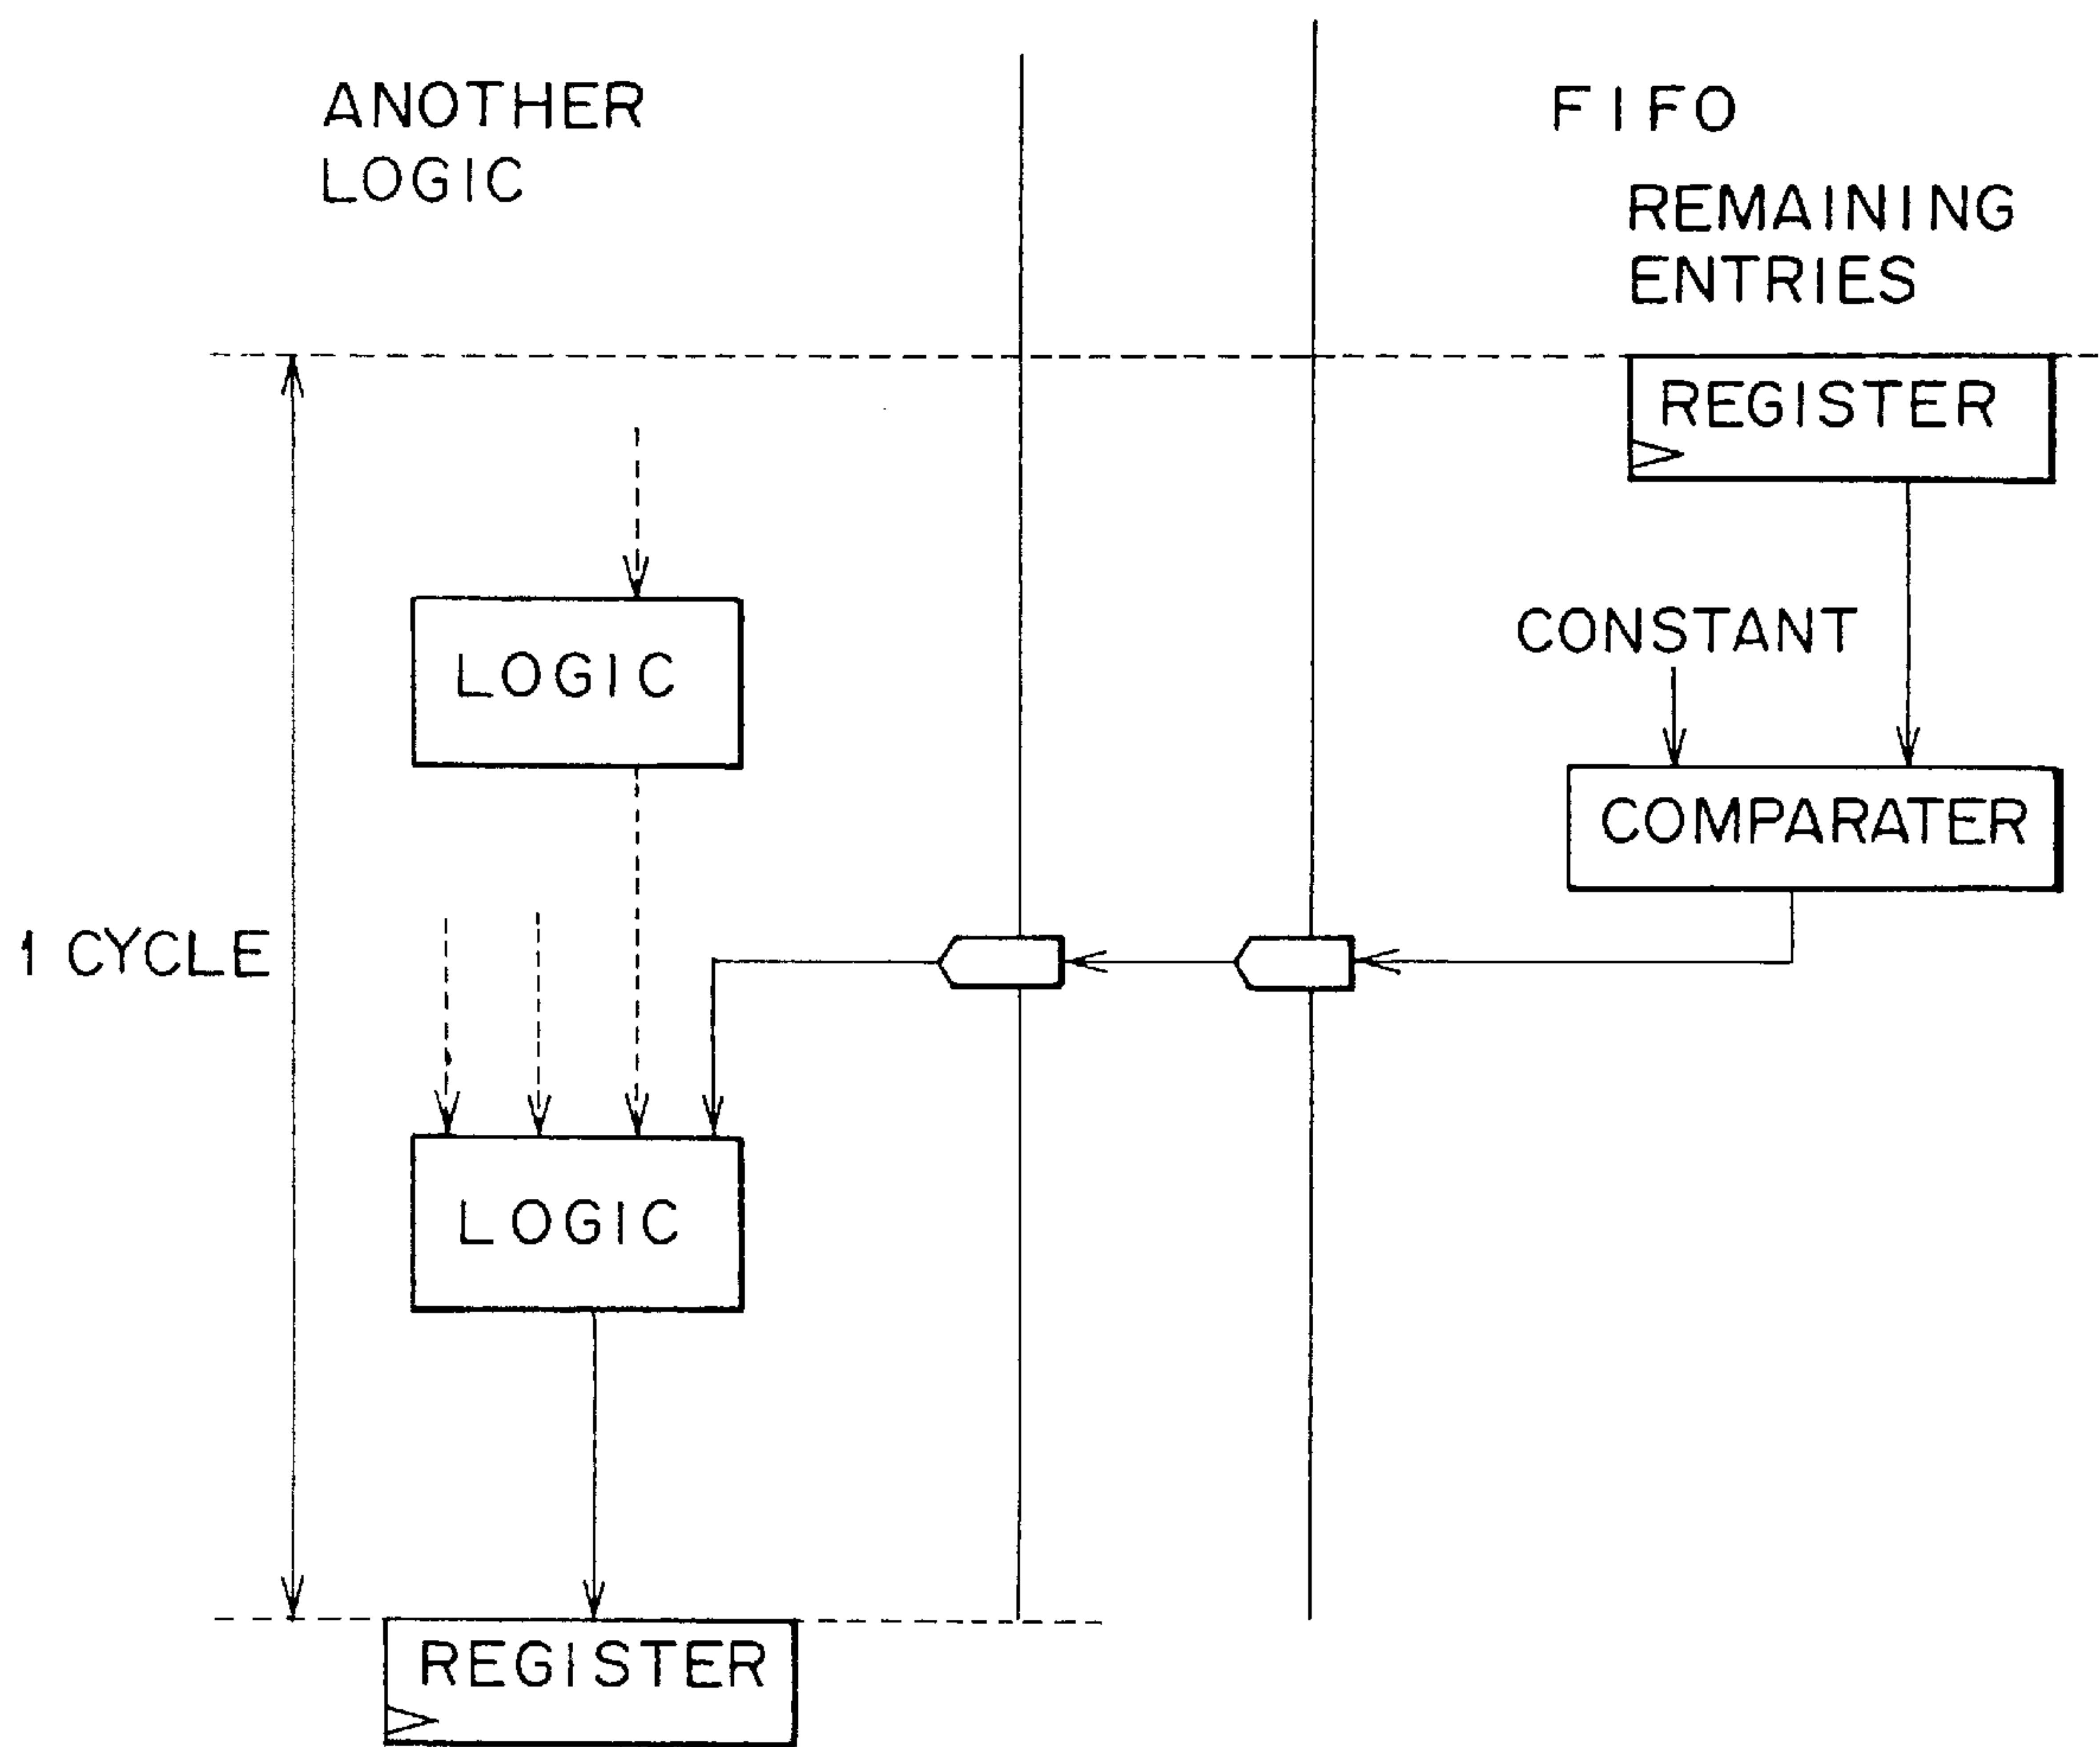 ANOTHER
LOGIC
FIFO
REMAINING
ENTRIES
REGISTER
CONSTANT
LOGIC
COMPARATER
1 CYCLE
LOGIC
REGISTER